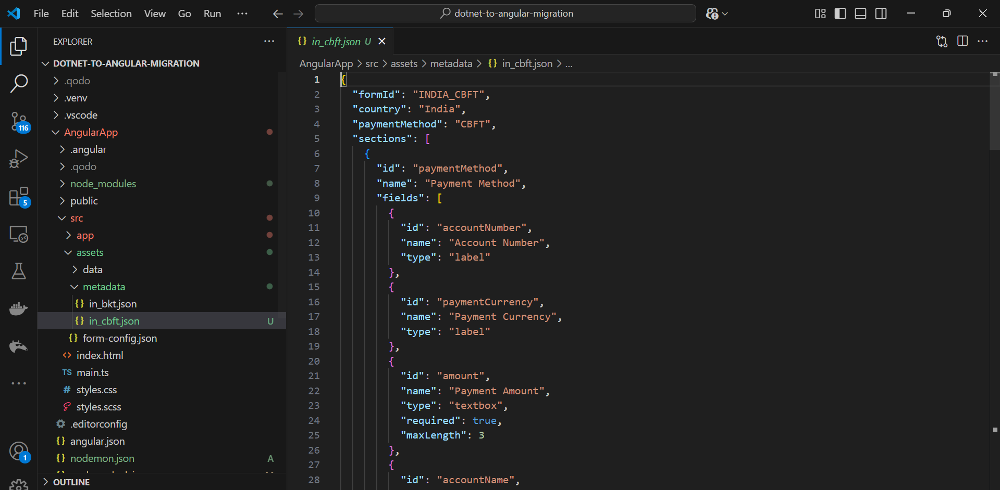 File Edit Selection View Go Run ···
dotnet-to-angular-migration
EXPLORER
DOTNET-TO-ANGULAR-MIGRATION
.qodo
.venv
.vscode
AngularApp
.angular
.qodo
node_modules
public
src
app
assets
data
metadata
{} in_bkt.json
{} in_cbft.json U
{} form-config.json
<> index.html
TS main.ts
# styles.css
styles.scss
.editorconfig
{} angular.json
{} nodemon.json A
OUTLINE
116
5
1
{} in_cbft.json U
AngularApp > src > assets > metadata > {} in_cbft.json > ...
1 {
2 "formId": "INDIA_CBFT",
3 "country": "India",
4 "paymentMethod": "CBFT",
5 "sections": [
6 {
7 "id": "paymentMethod",
8 "name": "Payment Method",
9 "fields": [
10 {
11 "id": "accountNumber",
12 "name": "Account Number",
13 "type": "label"
14 },
15 {
16 "id": "paymentCurrency",
17 "name": "Payment Currency",
18 "type": "label"
19 },
20 {
21 "id": "amount",
22 "name": "Payment Amount",
23 "type": "textbox",
24 "required": true,
25 "maxLength": 3
26 },
27 {
28 "id": "accountName",